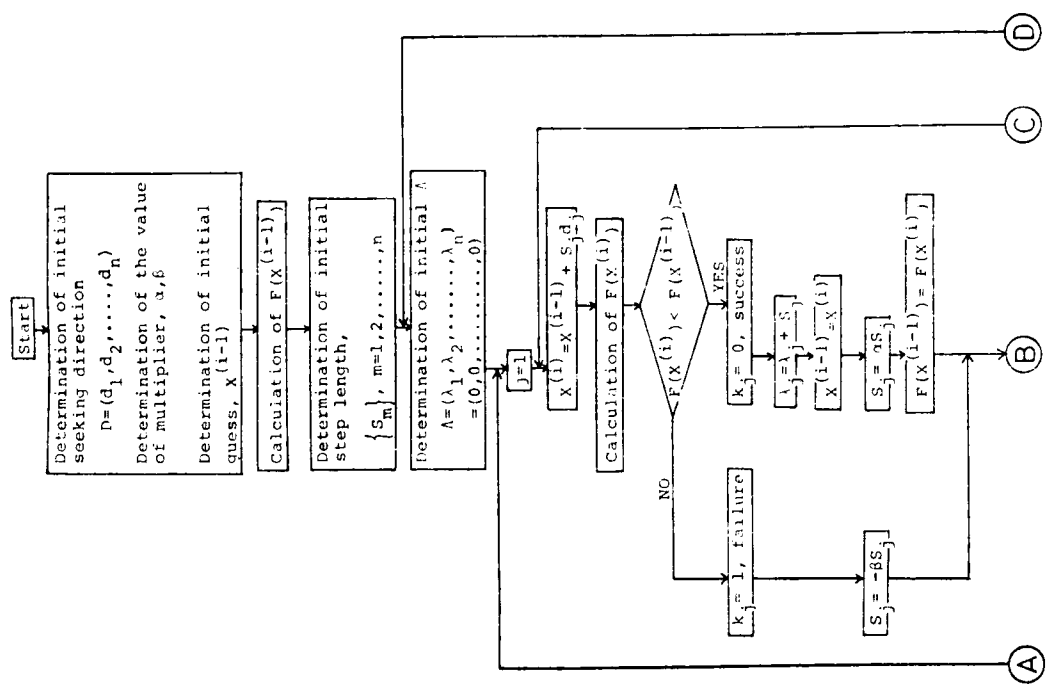 Start
Determination of initial
seeking direction
D=(d₁,d₂,.....,dₙ)
Determination of the value
of multiplier, α,β
Determination of initial
quess, X⁽ⁱ⁻¹⁾
Calculation of F(X⁽ⁱ⁻¹⁾)
Determination of initial
step length,
{Sₘ}, m=1,2,.....,n
Determination of initial Λ
Λ=(λ₁,λ₂,.......,λₙ)
=(0,0,.........,0)
j=1
X⁽ⁱ⁾=X⁽ⁱ⁻¹⁾ + Sⱼdⱼ
Calculation of F(X⁽ⁱ⁾)
F(X⁽ⁱ⁾)< F(X⁽ⁱ⁻¹⁾)
NO
YES
kⱼ= 1, failure
Sⱼ= -βSⱼ
kⱼ= 0, success
λⱼ=λⱼ + Sⱼ
X⁽ⁱ⁻¹⁾=X⁽ⁱ⁾
Sⱼ= αSⱼ
F(X⁽ⁱ⁻¹⁾)= F(X⁽ⁱ⁾)
A
B
C
D